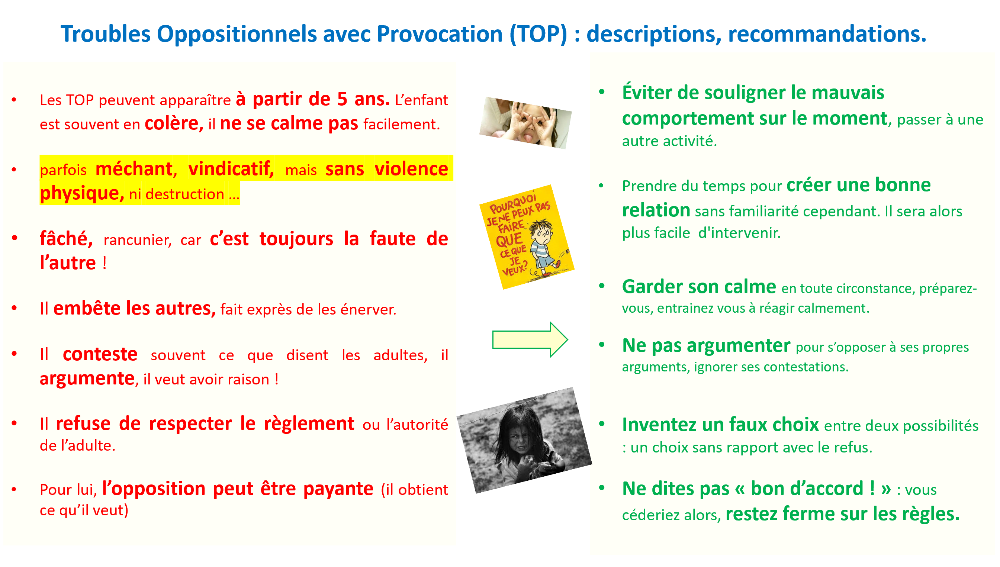 Troubles Oppositionnels avec Provocation (TOP) : descriptions, recommandations.
• Les TOP peuvent apparaître à partir de 5 ans. L’enfant
est souvent en colère, il ne se calme pas facilement.
• parfois méchant, vindicatif, mais sans violence
physique, ni destruction ...
• fâché, rancunier, car c’est toujours la faute de
l’autre !
• Il embête les autres, fait exprès de les énerver.
• Il conteste souvent ce que disent les adultes, il
argumente, il veut avoir raison !
• Il refuse de respecter le règlement ou l’autorité
de l’adulte.
• Pour lui, l’opposition peut être payante (il obtient
ce qu’il veut)
POURQUOI
JE NE PEUX PAS
FAIRE
QUE
CE QUE
JE
VEUX?
• Éviter de souligner le mauvais
comportement sur le moment, passer à une
autre activité.
• Prendre du temps pour créer une bonne
relation sans familiarité cependant. Il sera alors
plus facile d'intervenir.
• Garder son calme en toute circonstance, préparez-
vous, entrainez vous à réagir calmement.
• Ne pas argumenter pour s’opposer à ses propres
arguments, ignorer ses contestations.
• Inventez un faux choix entre deux possibilités
: un choix sans rapport avec le refus.
• Ne dites pas « bon d’accord ! » : vous
céderiez alors, restez ferme sur les règles.